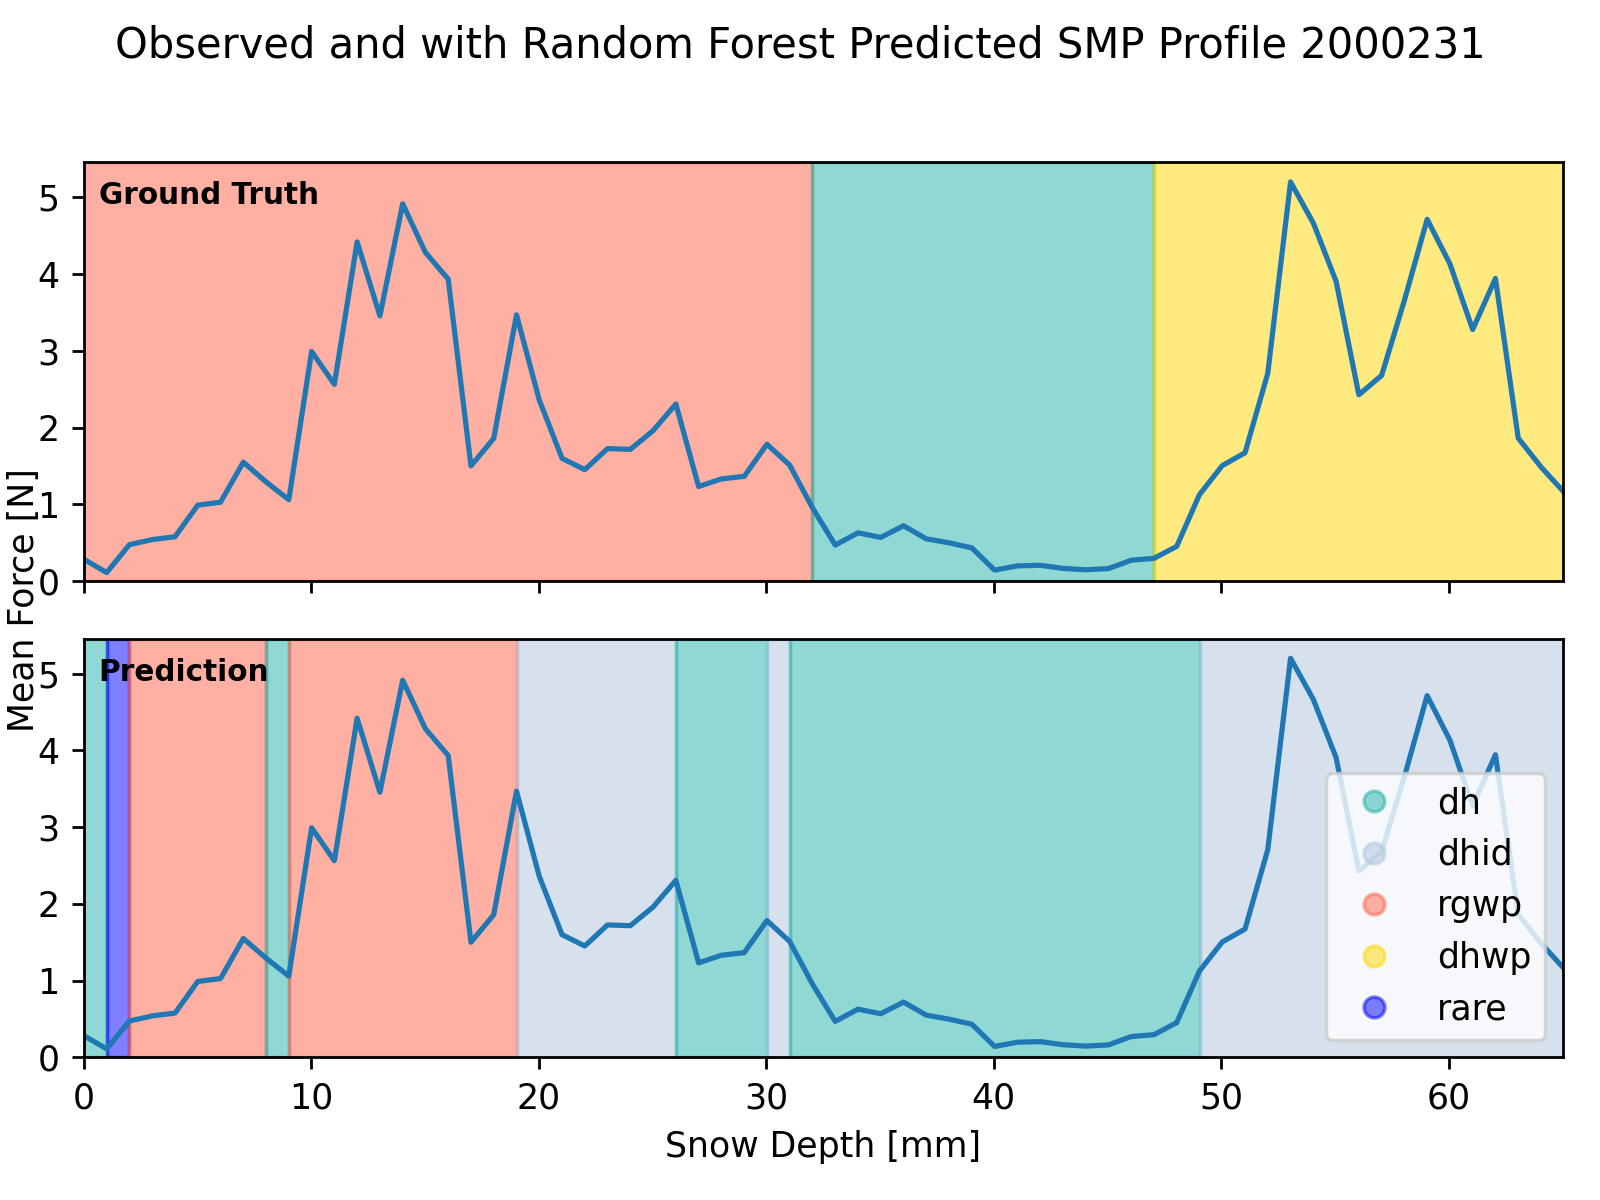 Observed and with Random Forest Predicted SMP Profile 2000231
Ground Truth
5
4
3
2
1
0
Mean Force [N]
Prediction
5
4
3
2
1
0
dh
dhid
rgwp
dhwp
rare
0 10 20 30 40 50 60
Snow Depth [mm]